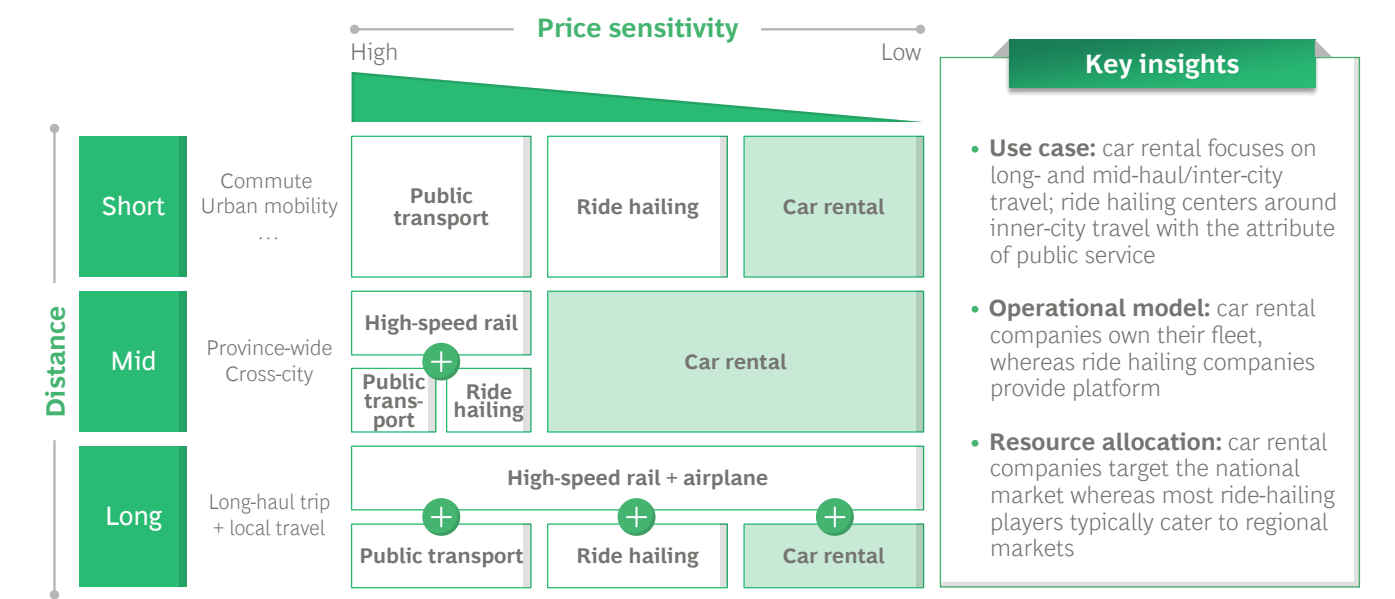 Price sensitivity
High
Low
Distance
Short
Commute
Urban mobility
…
Public
transport
Ride hailing
Car rental
Mid
Province-wide
Cross-city
High-speed rail
+
Public
trans-
port
Ride
hailing
Car rental
Long
Long-haul trip
+ local travel
High-speed rail + airplane
+
+
+
Public transport
Ride hailing
Car rental
Key insights
• Use case: car rental focuses on
long- and mid-haul/inter-city
travel; ride hailing centers around
inner-city travel with the attribute
of public service
• Operational model: car rental
companies own their fleet,
whereas ride hailing companies
provide platform
• Resource allocation: car rental
companies target the national
market whereas most ride-hailing
players typically cater to regional
markets